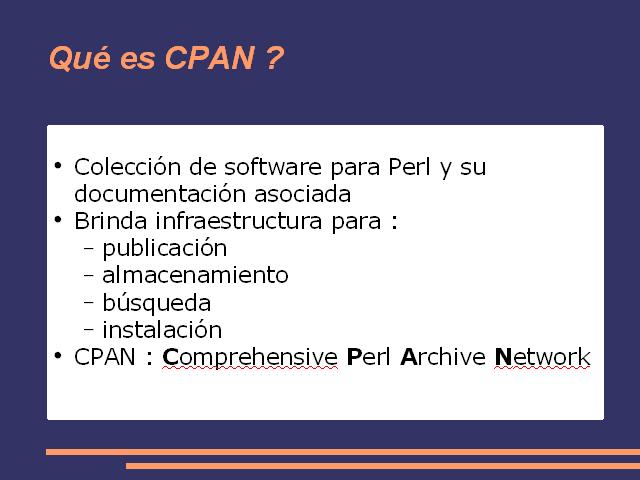 Qué es CPAN ?
• Colección de software para Perl y su
documentación asociada
• Brinda infraestructura para :
– publicación
– almacenamiento
– búsqueda
– instalación
• CPAN : Comprehensive Perl Archive Network